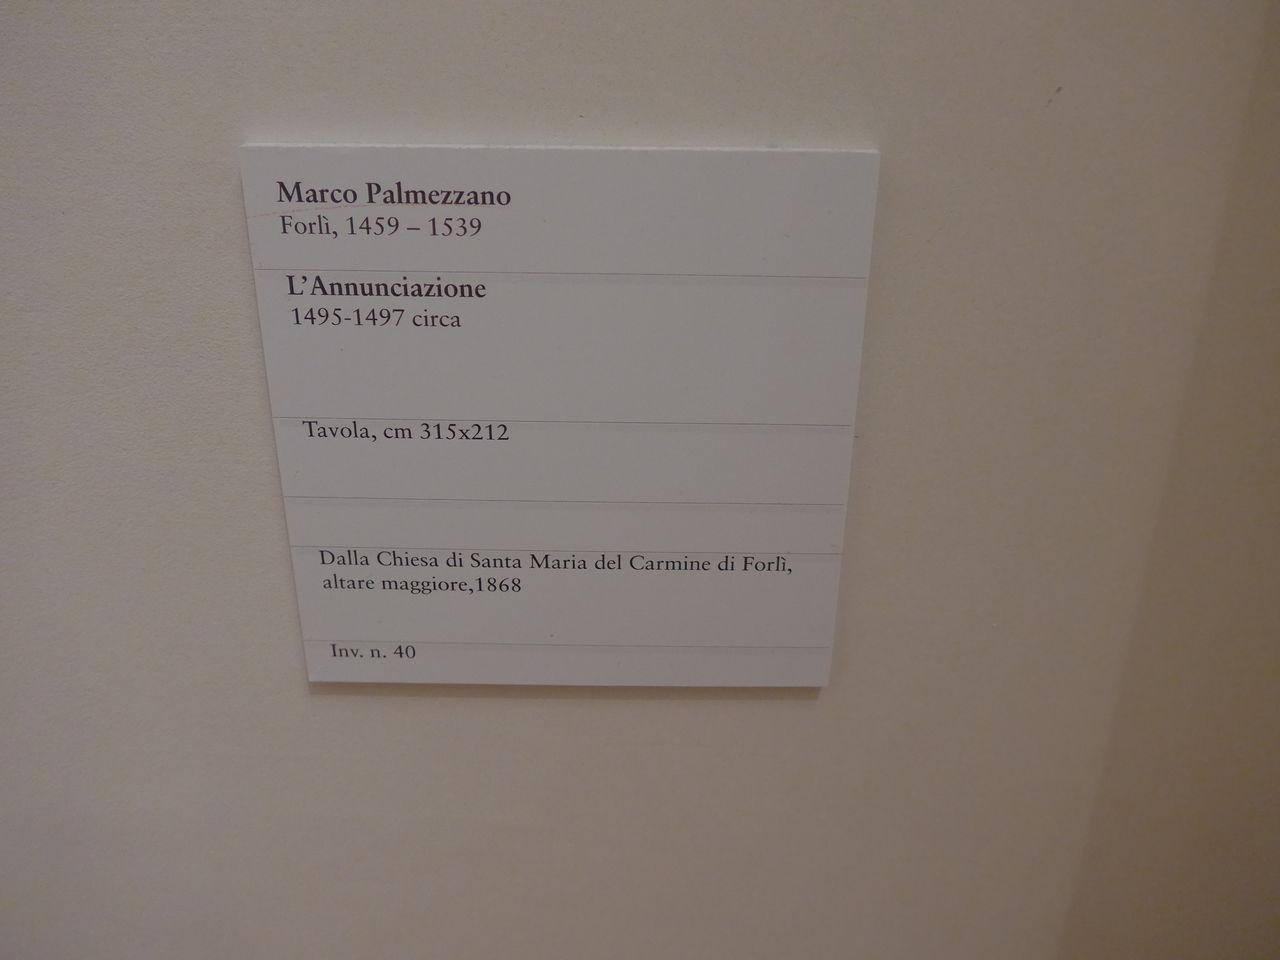 Marco Palmezzano
Forlì, 1459 – 1539
L'Annunciazione
1495-1497 circa
Tavola, cm 315x212
Dalla Chiesa di Santa Maria del Carmine di Forlì,
altare maggiore,1868
Inv. n. 40